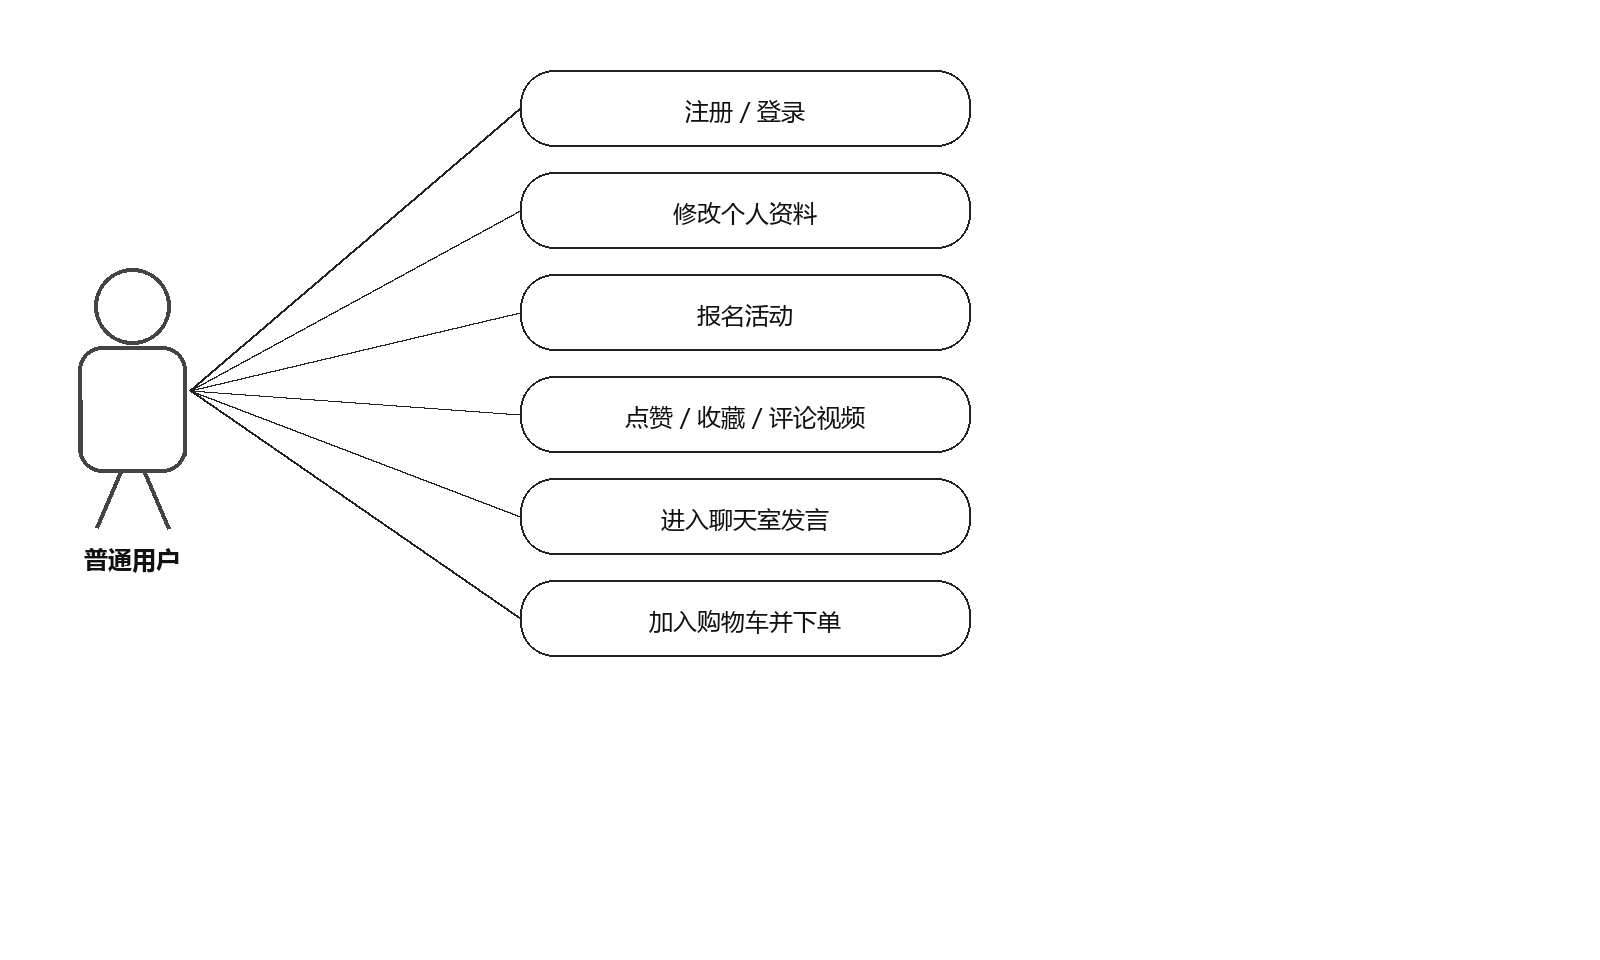 注册 / 登录
修改个人资料
报名活动
点赞 / 收藏 / 评论视频
进入聊天室发言
加入购物车并下单
普通用户